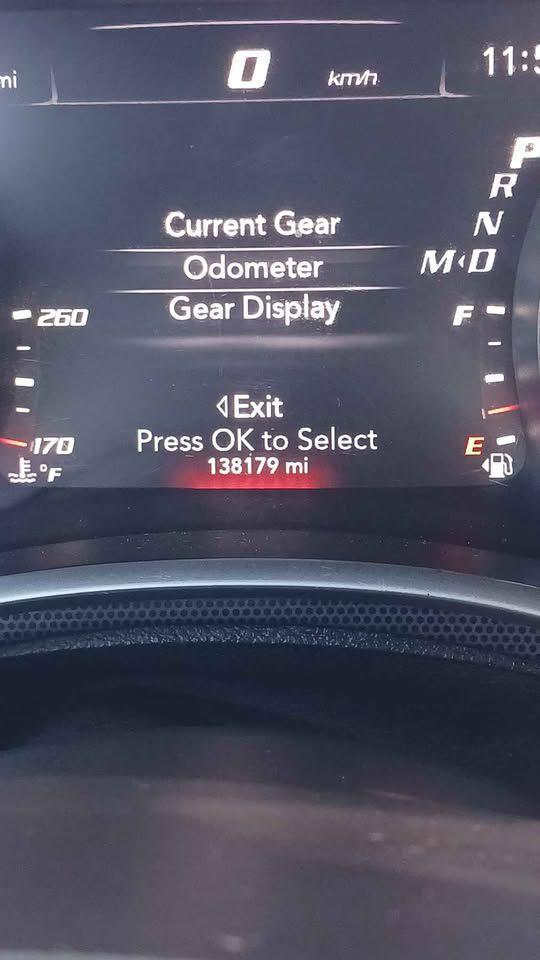 mi
0 km/h
11:5
P
R
N
M D
Current Gear
Odometer
Gear Display
260
F
Exit
Press OK to Select
170
E
°F
138179 mi